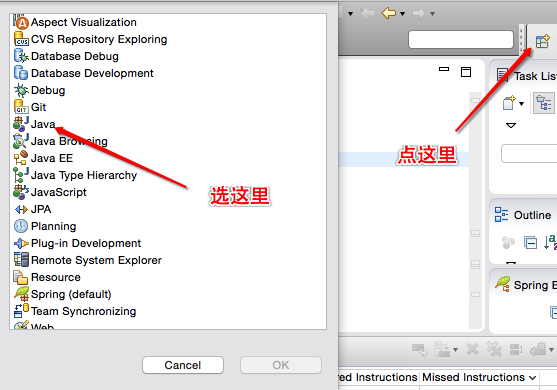 Aspect Visualization
CVS Repository Exploring
Database Debug
Database Development
Debug
Git
Java
Java Browsing
Java EE
Java Type Hierarchy
JavaScript
JPA
Planning
Plug-in Development
Remote System Explorer
Resource
Spring (default)
Team Synchronizing
Web
Cancel
OK
选这里
点这里
Task List
Outline
Spring E
red Instructions
Missed Instructions